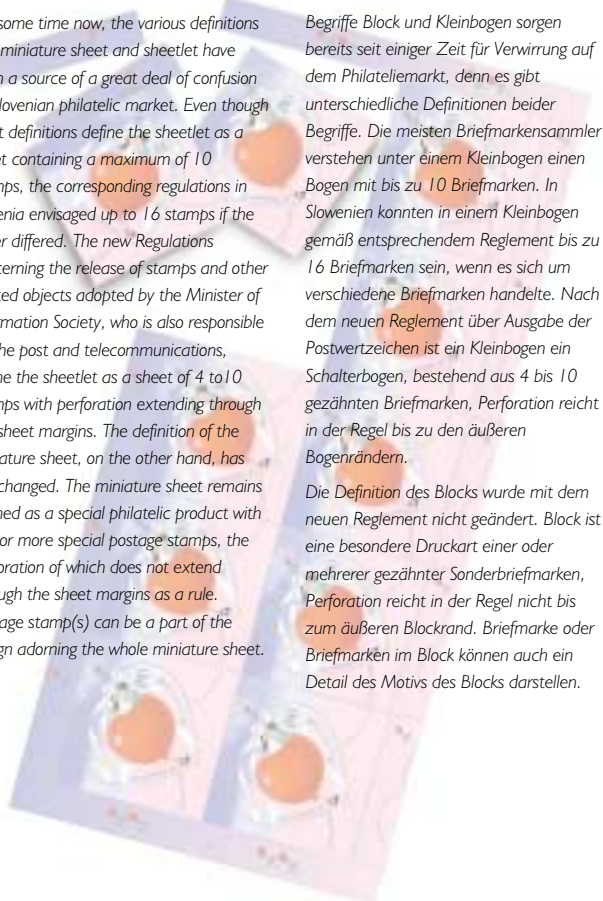 some time now, the various definitions
miniature sheet and sheetlet have
a source of a great deal of confusion
lovenian philatelic market. Even though
t definitions define the sheetlet as a
et containing a maximum of 10
nps, the corresponding regulations in
enia envisaged up to 16 stamps if the
er differed. The new Regulations
cerning the release of stamps and other
ed objects adopted by the Minister of
rmation Society, who is also responsible
he post and telecommunications,
ne the sheetlet as a sheet of 4 to10
nps with perforation extending through
sheet margins. The definition of the
ature sheet, on the other hand, has
changed. The miniature sheet remains
ned as a special philatelic product with
or more special postage stamps, the
oration of which does not extend
ugh the sheet margins as a rule.
age stamp(s) can be a part of the
gn adorning the whole miniature sheet.
Begriffe Block und Kleinbogen sorgen
bereits seit einiger Zeit für Verwirrung auf
dem Philateliemarkt, denn es gibt
unterschiedliche Definitionen beider
Begriffe. Die meisten Briefmarkensammler
verstehen unter einem Kleinbogen einen
Bogen mit bis zu 10 Briefmarken. In
Slowenien konnten in einem Kleinbogen
gemäß entsprechendem Reglement bis zu
16 Briefmarken sein, wenn es sich um
verschiedene Briefmarken handelte. Nach
dem neuen Reglement über Ausgabe der
Postwertzeichen ist ein Kleinbogen ein
Schalterbogen, bestehend aus 4 bis 10
gezähnten Briefmarken, Perforation reicht
in der Regel bis zu den äußeren
Bogenrändern.
Die Definition des Blocks wurde mit dem
neuen Reglement nicht geändert. Block ist
eine besondere Druckart einer oder
mehrerer gezähnter Sonderbriefmarken,
Perforation reicht in der Regel nicht bis
zum äußeren Blockrand. Briefmarke oder
Briefmarken im Block können auch ein
Detail des Motivs des Blocks darstellen.